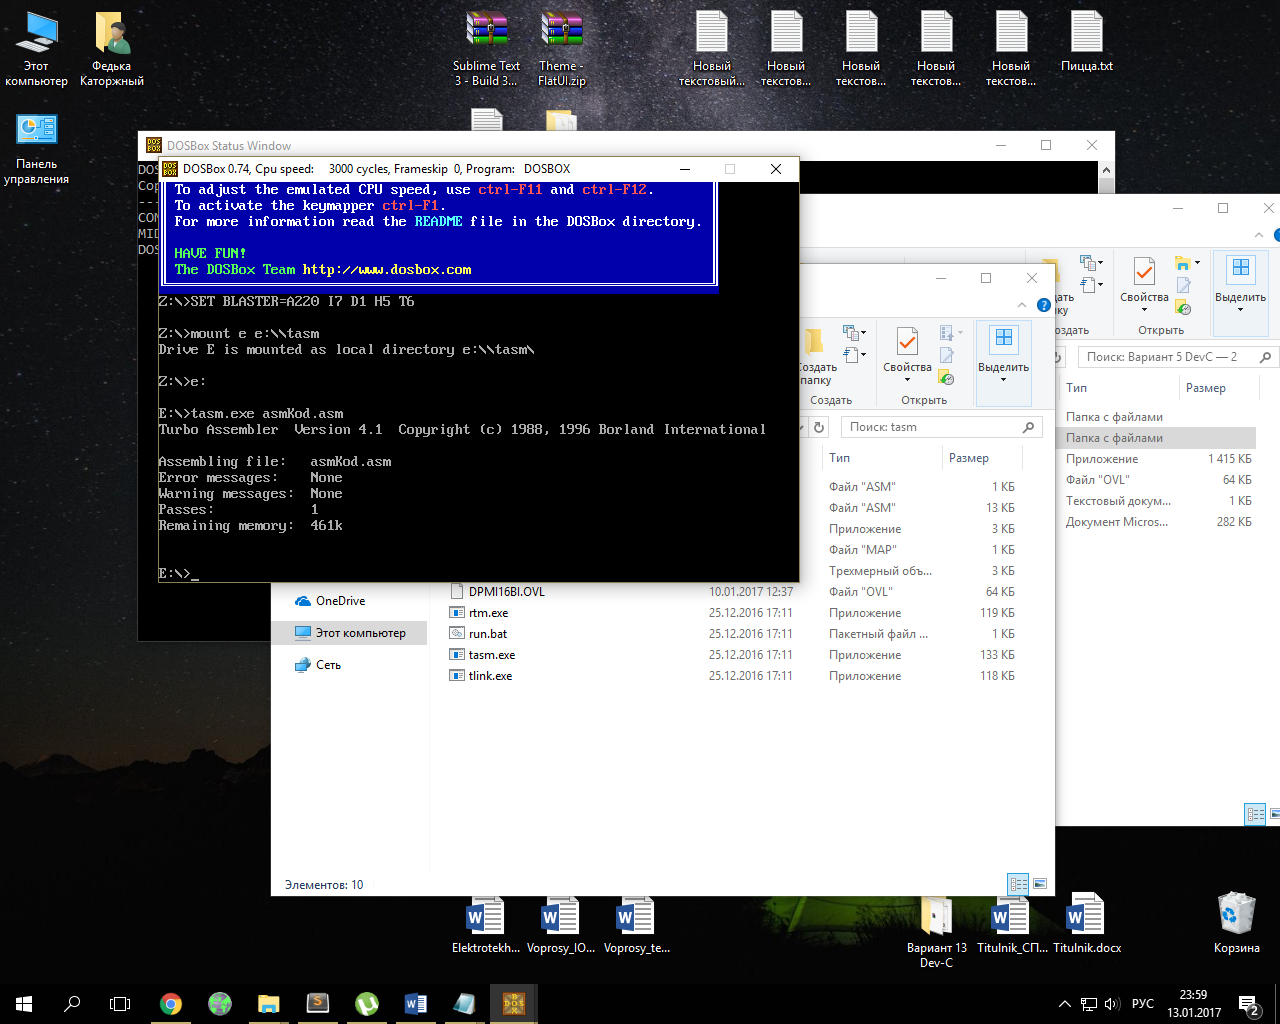 Этот
компьютер
Федька
Каторжный
Sublime Text
3 - Build 3...
Theme -
FlatUI.zip
Новый
текстовый...
Новый
текстов...
Новый
текстов...
Новый
текстов...
Новый
текстов...
Пицца.txt
Панель
управления
DOSBox Status Window
DOSBox 0.74, Cpu speed: 3000 cycles, Frameskip 0, Program: DOSBOX
To adjust the emulated CPU speed, use ctrl-F11 and ctrl-F12.
To activate the keymapper ctrl-F1.
For more information read the README file in the DOSBox directory.
HAVE FUN!
The DOSBox Team http://www.dosbox.com
Z:\>SET BLASTER=A220 I7 D1 H5 T6
Z:\>mount e e:\\tasm
Drive E is mounted as local directory e:\\tasm\
Z:\>e:
E:\>tasm.exe asmKod.asm
Turbo Assembler Version 4.1 Copyright (c) 1988, 1996 Borland International
Assembling file: asmKod.asm
Error messages: None
Warning messages: None
Passes: 1
Remaining memory: 461k
E:\>_
Создать
папку
Свойства
Выделить
Создать
Открыть
Поиск: tasm
Тип
Размер
Файл "ASM"
1 КБ
Файл "ASM"
13 КБ
Приложение
3 КБ
Файл "MAP"
1 КБ
Трехмерный объ...
3 КБ
DPMI16BI.OVL
10.01.2017 12:37
Файл "OVL"
64 КБ
rtm.exe
25.12.2016 17:11
Приложение
119 КБ
run.bat
25.12.2016 17:11
Пакетный файл ...
1 КБ
tasm.exe
25.12.2016 17:11
Приложение
133 КБ
tlink.exe
25.12.2016 17:11
Приложение
118 КБ
OneDrive
Этот компьютер
Сеть
Элементов: 10
Свойства
Выделить
Открыть
Поиск: Вариант 5 DevC — 2
Тип
Размер
Папка с файлами
Папка с файлами
Приложение
1 415 КБ
Файл "OVL"
64 КБ
Текстовый докум...
1 КБ
Документ Micros...
282 КБ
Elektrotekh...
Voprosy_IO...
Voprosy_te...
Вариант 13
Dev-C
Titulnik_СП...
Titulnik.docx
Корзина
РУС
23:59
13.01.2017
2